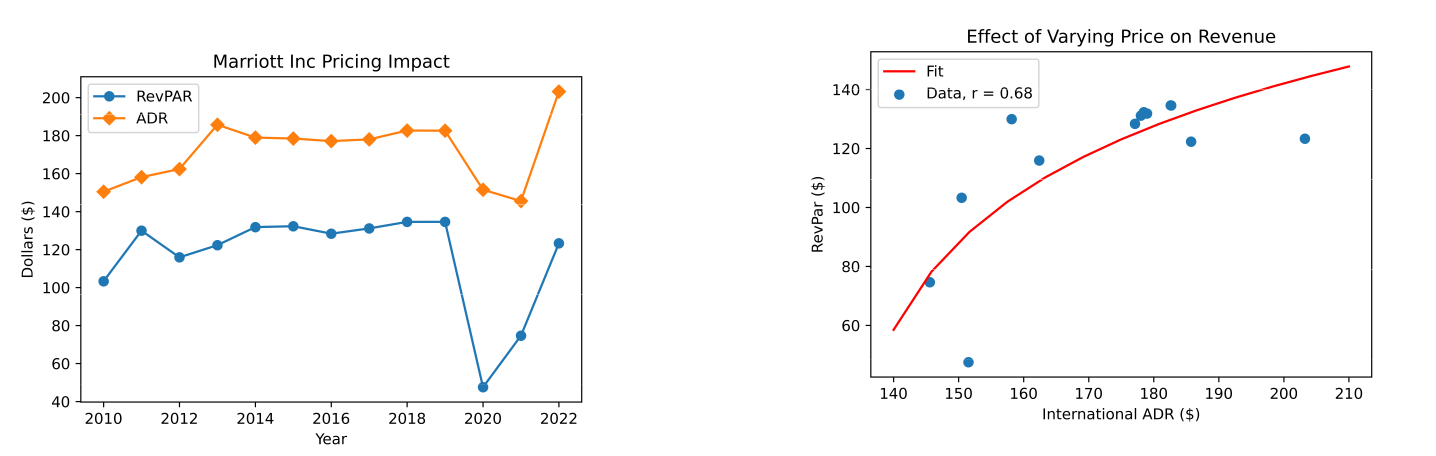 Marriott Inc Pricing Impact
RevPAR
ADR
200
180
160
140
120
100
80
60
40
Dollars ($)
2010 2012 2014 2016 2018 2020 2022
Year
Effect of Varying Price on Revenue
Fit
Data, r = 0.68
140
120
100
80
60
RevPar ($)
140 150 160 170 180 190 200 210
International ADR ($)